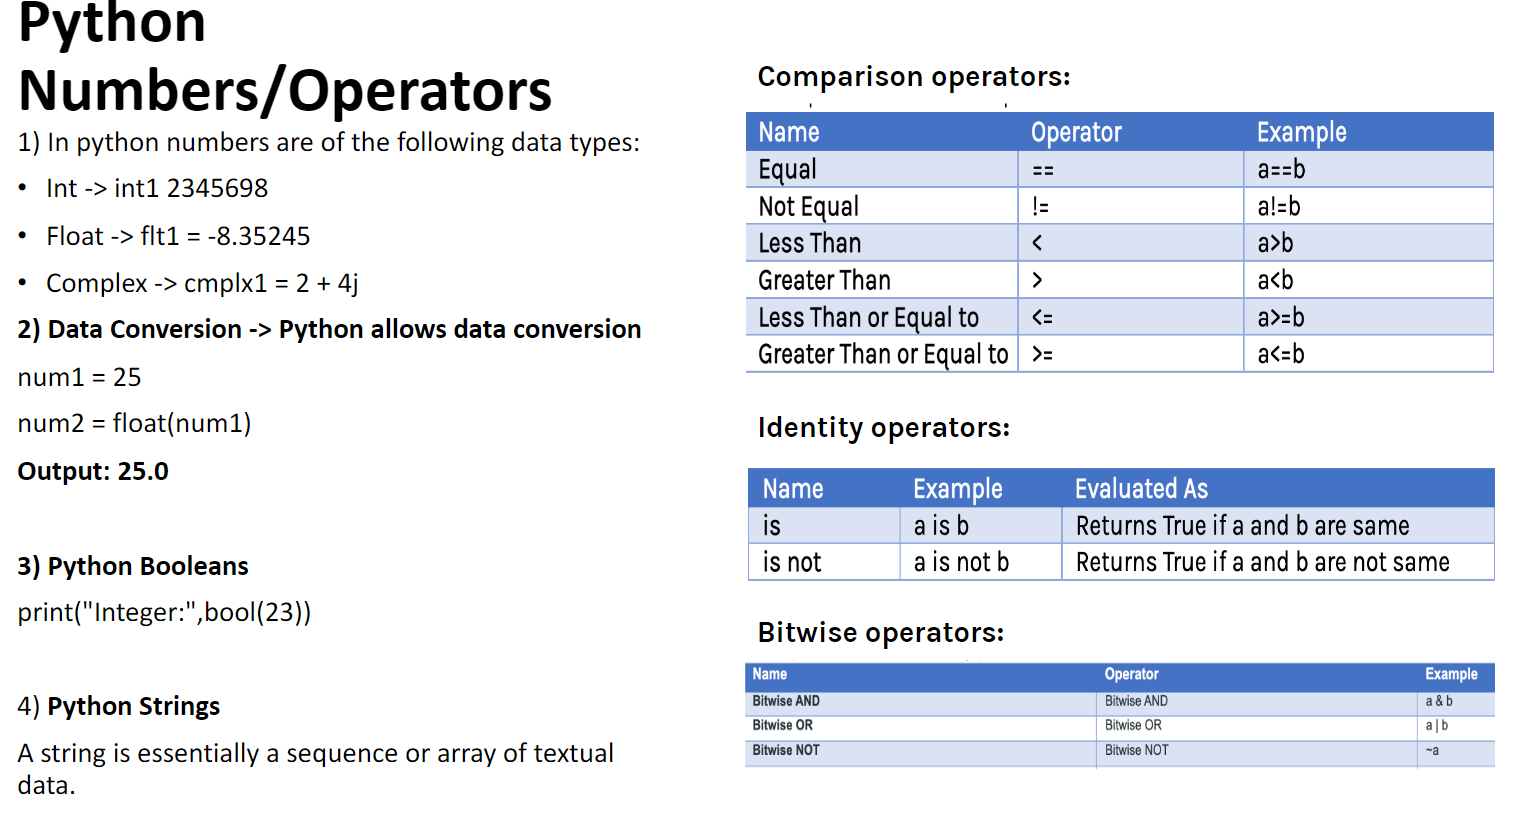 Python
Numbers/Operators
1) In python numbers are of the following data types:
• Int -> int1 2345698
• Float -> flt1 = -8.35245
• Complex -> cmplx1 = 2 + 4j
2) Data Conversion -> Python allows data conversion
num1 = 25
num2 = float(num1)
Output: 25.0
3) Python Booleans
print("Integer:",bool(23))
4) Python Strings
A string is essentially a sequence or array of textual
data.
Comparison operators:
Name Operator Example
Equal == a==b
Not Equal != a!=b
Less Than < a>b
Greater Than > a<b
Less Than or Equal to <= a>=b
Greater Than or Equal to >= a<=b
Identity operators:
Name Example Evaluated As
is a is b Returns True if a and b are same
is not a is not b Returns True if a and b are not same
Bitwise operators:
Name Operator Example
Bitwise AND Bitwise AND a & b
Bitwise OR Bitwise OR a | b
Bitwise NOT Bitwise NOT ~a